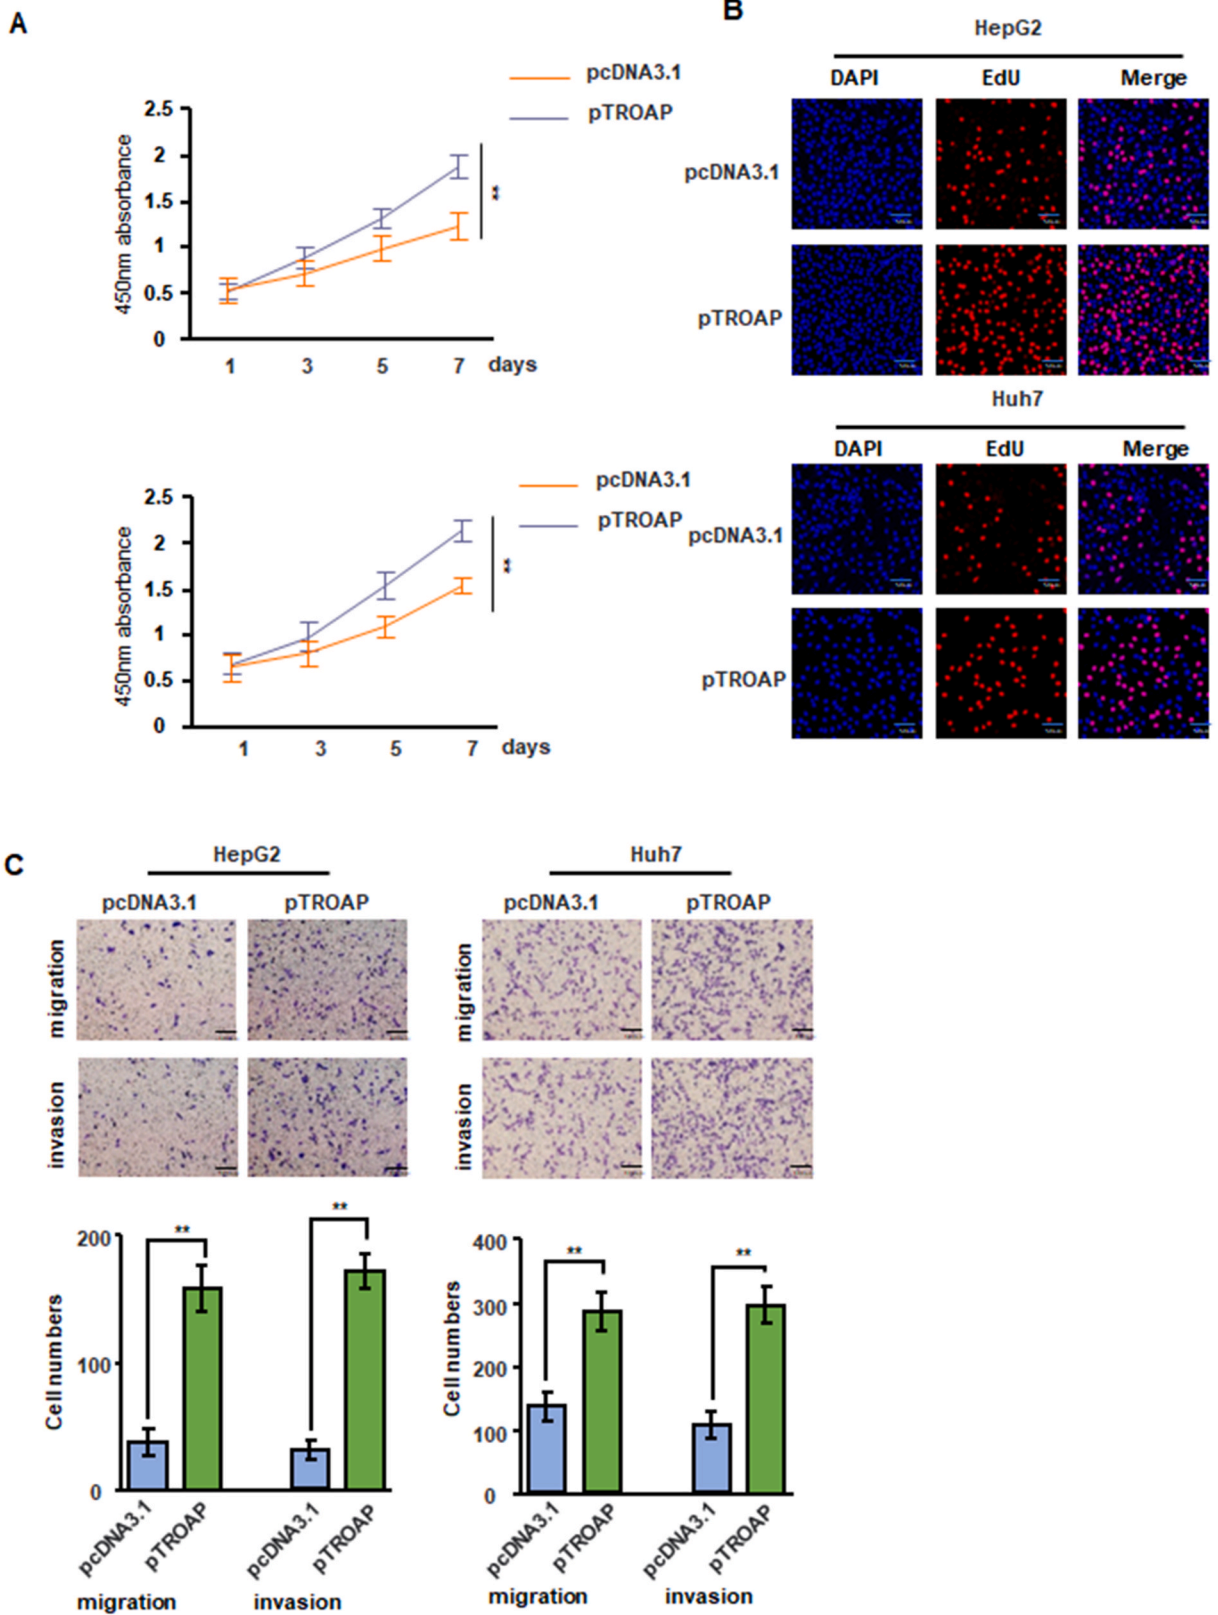 A
pcDNA3.1
pTROAP
2.5
2
1.5
1
0.5
0
450nm absorbance
**
1 3 5 7 days
pcDNA3.1
pTROAP
2.5
2
1.5
1
0.5
0
450nm absorbance
**
1 3 5 7 days
B
HepG2
DAPI EdU Merge
pcDNA3.1
pTROAP
Huh7
DAPI EdU Merge
pcDNA3.1
pTROAP
C
HepG2
pcDNA3.1 pTROAP
migration
invasion
Huh7
pcDNA3.1 pTROAP
migration
invasion
200
100
0
Cell numbers
** **
pcDNA3.1 pTROAP pcDNA3.1 pTROAP
migration invasion
400
300
200
100
0
Cell numbers
** **
pcDNA3.1 pTROAP pcDNA3.1 pTROAP
migration invasion